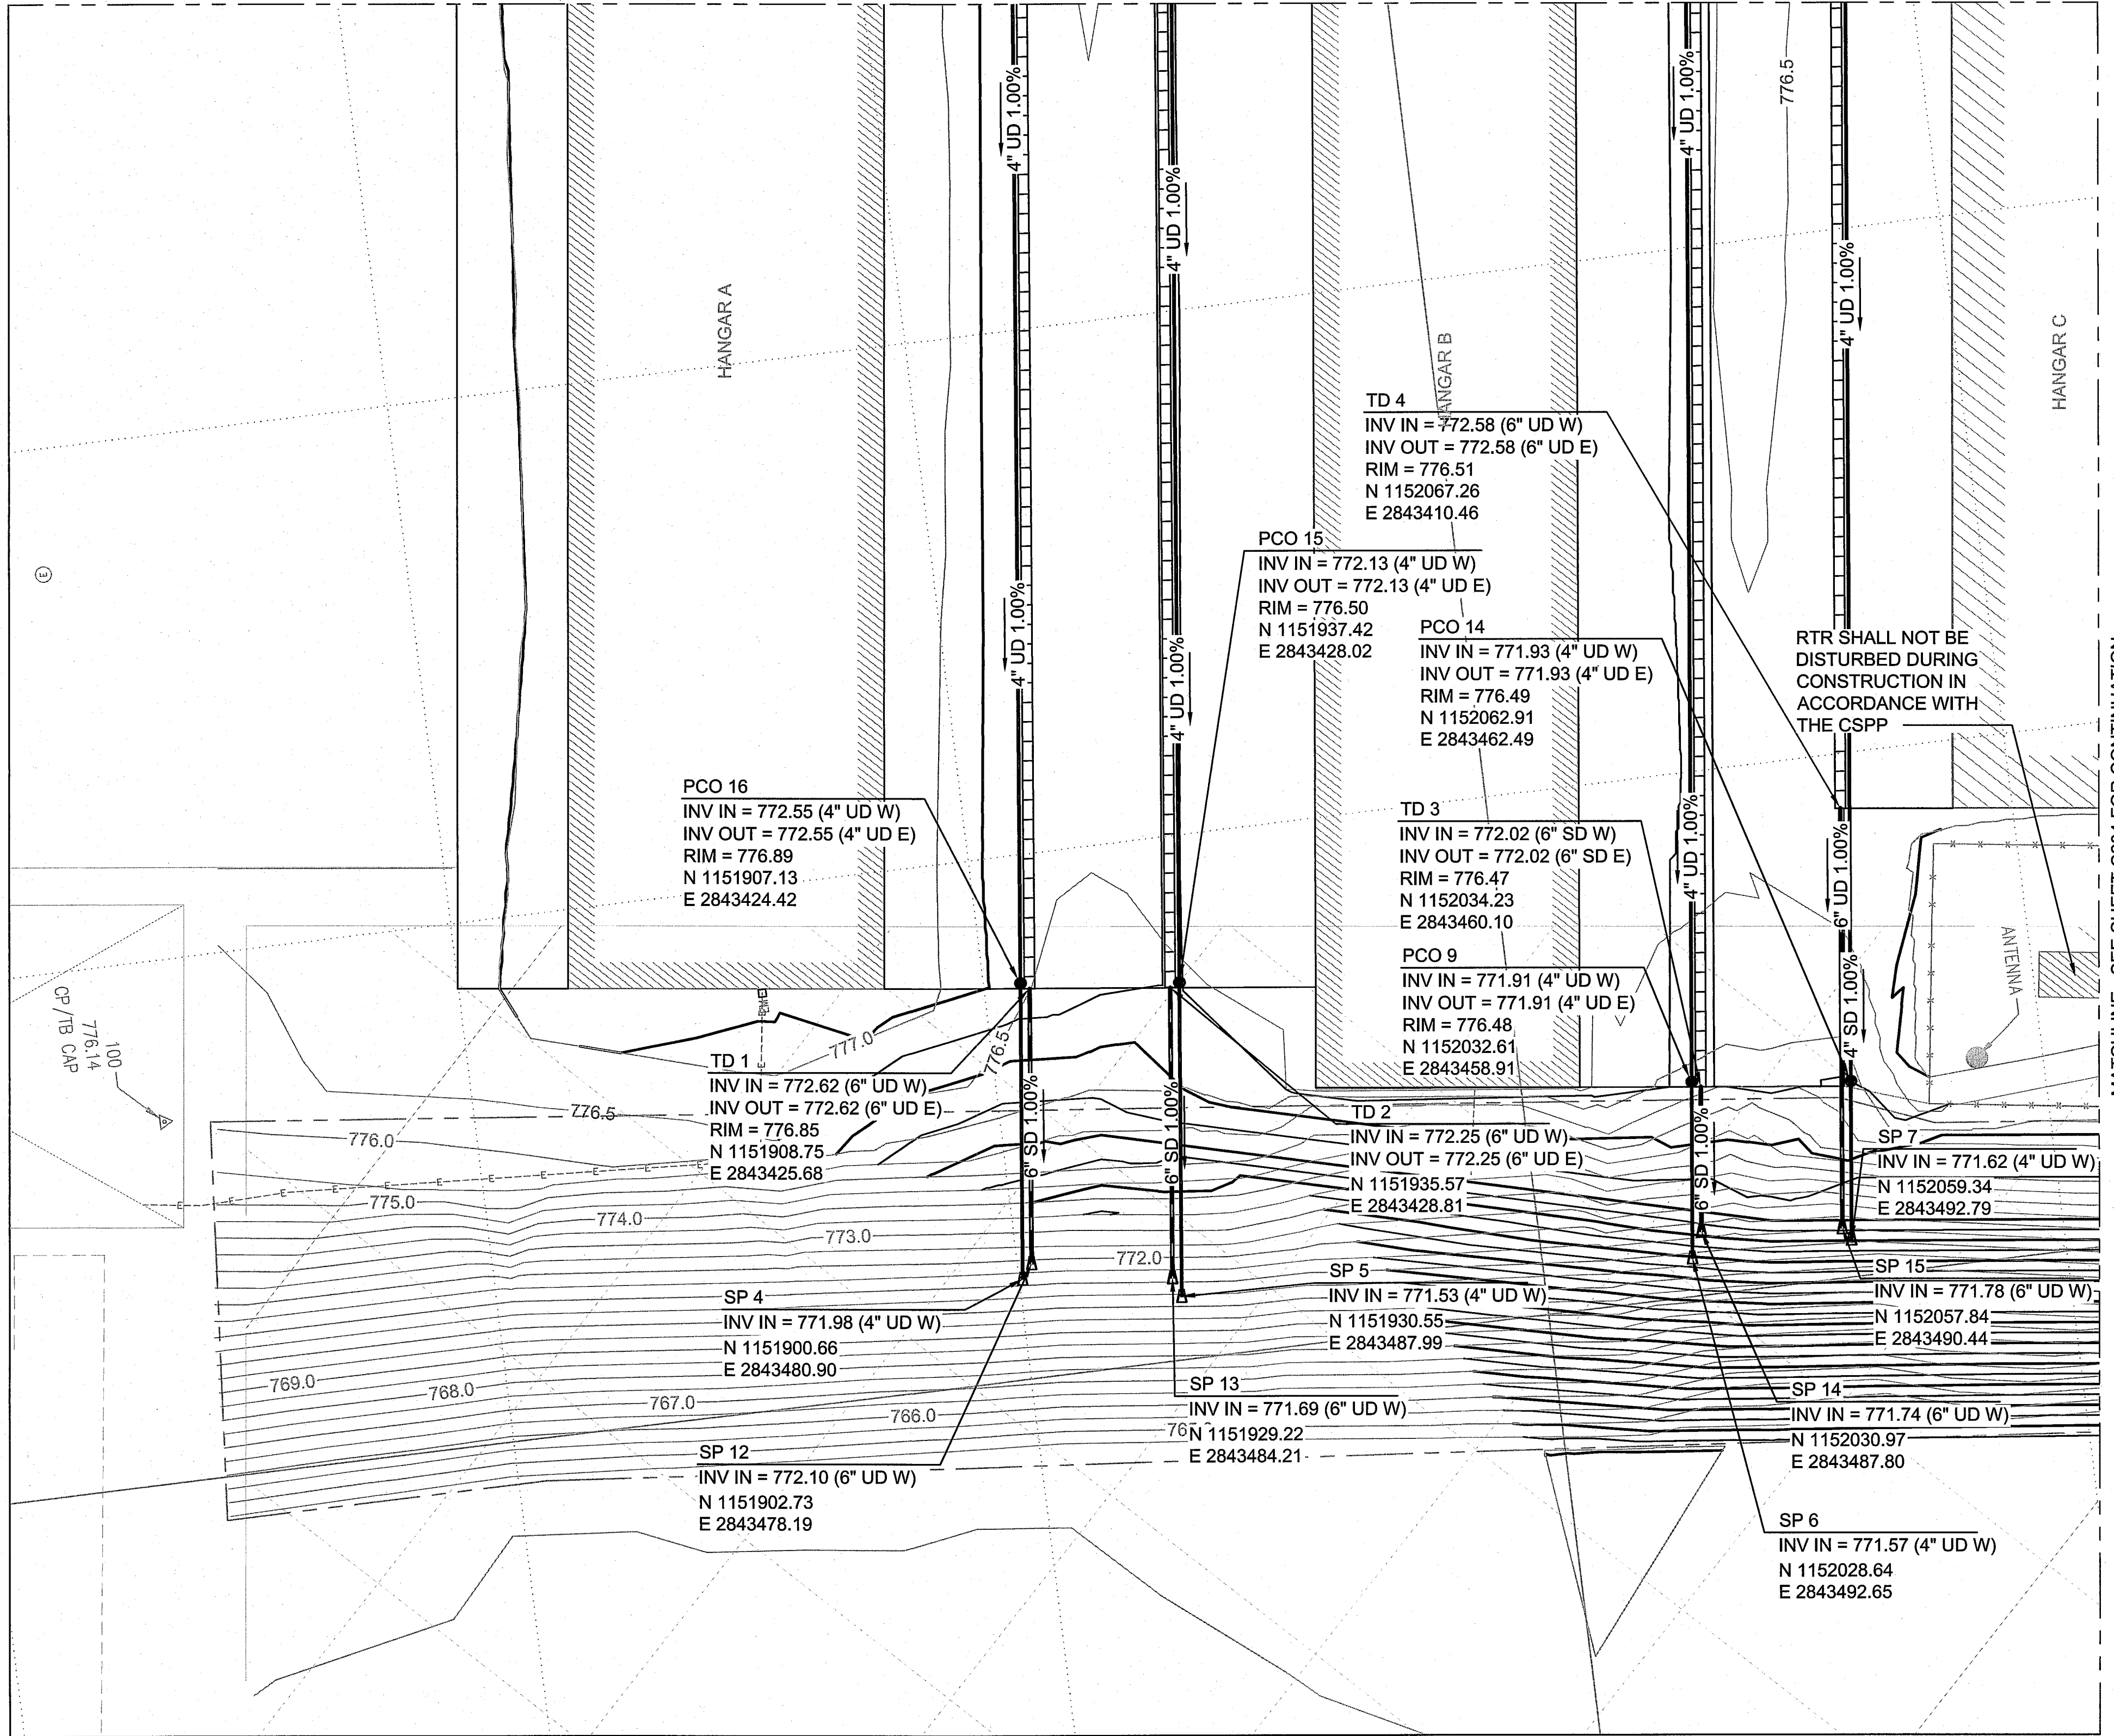 4" UD 1.00%
4" UD 1.00%
4" UD 1.00%
776.5
4" UD 1.00%
HANGAR A
HANGAR B
HANGAR C
TD 4
INV IN = 772.58 (6" UD W)
INV OUT = 772.58 (6" UD E)
RIM = 776.51
N 1152067.26
E 2843410.46
E
PCO 15
INV IN = 772.13 (4" UD W)
INV OUT = 772.13 (4" UD E)
RIM = 776.50
N 1151937.42
E 2843428.02
4" UD 1.00%
4" UD 1.00%
PCO 14
INV IN = 771.93 (4" UD W)
INV OUT = 771.93 (4" UD E)
RIM = 776.49
N 1152062.91
E 2843462.49
RTR SHALL NOT BE
DISTURBED DURING
CONSTRUCTION IN
ACCORDANCE WITH
THE CSPP
PCO 16
INV IN = 772.55 (4" UD W)
INV OUT = 772.55 (4" UD E)
RIM = 776.89
N 1151907.13
E 2843424.42
TD 3
INV IN = 772.02 (6" SD W)
INV OUT = 772.02 (6" SD E)
RIM = 776.47
N 1152034.23
E 2843460.10
4" UD 1.00%
6" UD 1.00%
PCO 9
INV IN = 771.91 (4" UD W)
INV OUT = 771.91 (4" UD E)
RIM = 776.48
N 1152032.61
E 2843458.91
4" SD 1.00%
ANTENNA
100
776.14
CP/TB CAP
777.0
776.5
TD 1
INV IN = 772.62 (6" UD W)
INV OUT = 772.62 (6" UD E)
RIM = 776.85
N 1151908.75
E 2843425.68
6" SD 1.00%
6" SD 1.00%
6" SD 1.00%
TD 2
INV IN = 772.25 (6" UD W)
INV OUT = 772.25 (6" UD E)
N 1151935.57
E 2843428.81
SP 7
INV IN = 771.62 (4" UD W)
N 1152059.34
E 2843492.79
776.5
776.0
775.0
774.0
773.0
772.0
SP 4
INV IN = 771.98 (4" UD W)
N 1151900.66
E 2843480.90
SP 5
INV IN = 771.53 (4" UD W)
N 1151930.55
E 2843487.99
SP 15
INV IN = 771.78 (6" UD W)
N 1152057.84
E 2843490.44
769.0
768.0
767.0
766.0
SP 13
INV IN = 771.69 (6" UD W)
N 1151929.22
E 2843484.21
SP 14
INV IN = 771.74 (6" UD W)
N 1152030.97
E 2843487.80
SP 12
INV IN = 772.10 (6" UD W)
N 1151902.73
E 2843478.19
SP 6
INV IN = 771.57 (4" UD W)
N 1152028.64
E 2843492.65